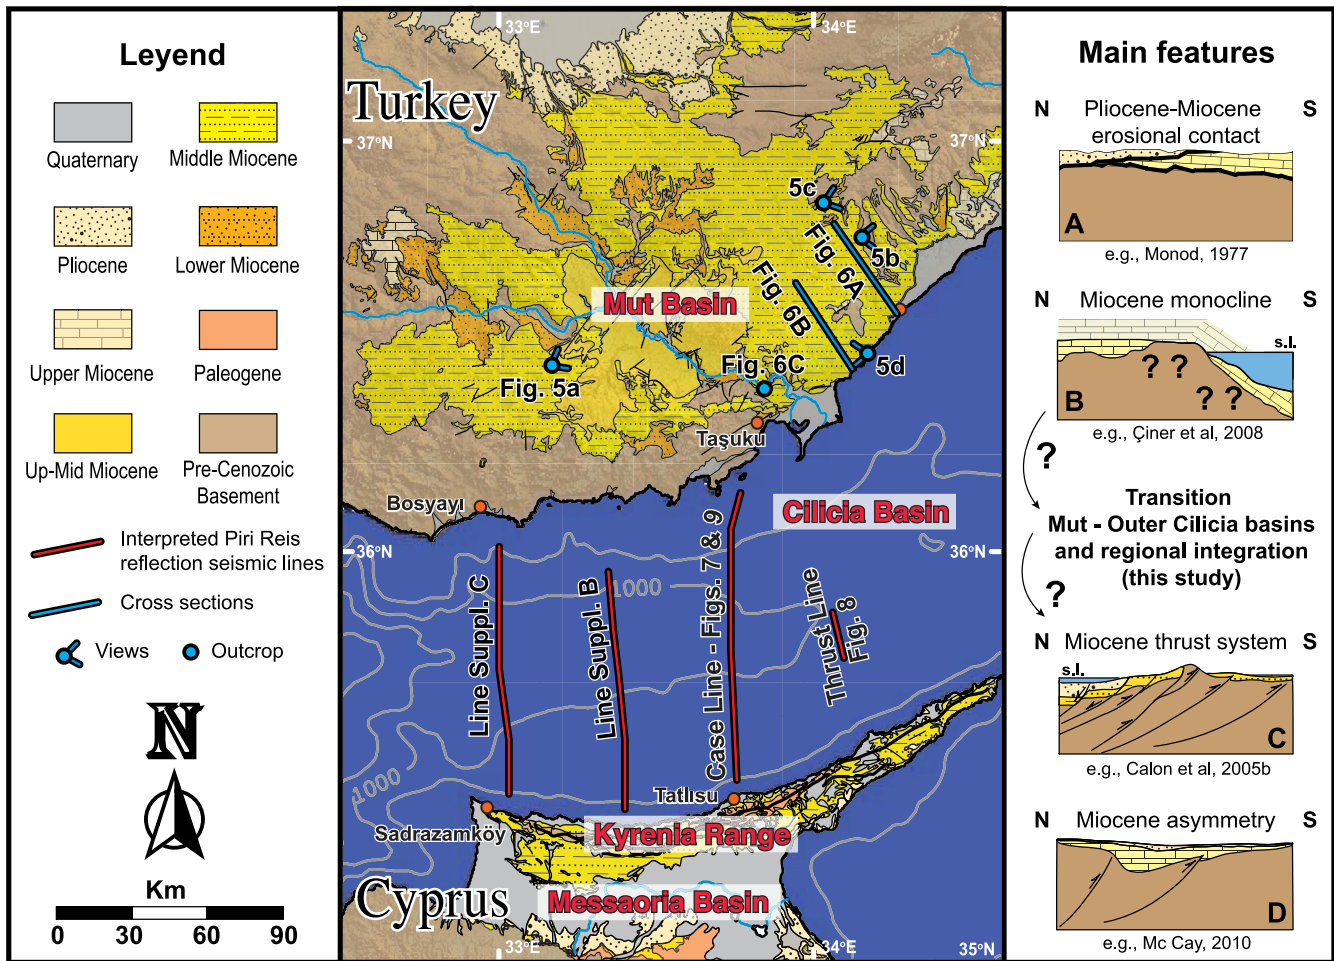 Leyend
Quaternary
Middle Miocene
Pliocene
Lower Miocene
Upper Miocene
Paleogene
Up-Mid Miocene
Pre-Cenozoic
Basement
Interpreted Piri Reis
reflection seismic lines
Cross sections
Views
Outcrop
N
Km
0 30 60 90
33°E
34°E
Turkey
37°N
37°N
5c
5b
Fig. 6A
Fig. 6B
Mut Basin
Fig. 6C
5d
Fig. 5a
Taşuku
Bosyayı
Cilicia Basin
36°N
36°N
1000
Line Suppl. C
Line Suppl. B
Case Line - Figs. 7 & 9
Thrust Line
Fig. 8
1000
Tatlısu
Sadrazamköy
Kyrenia Range
Cyprus
Messaoria Basin
33°E
34°E
35°N
Main features
N Pliocene-Miocene S
erosional contact
A
e.g., Monod, 1977
N Miocene monocline S
s.l.
? ?
? ?
B
e.g., Çiner et al, 2008
?
Transition
Mut - Outer Cilicia basins
and regional integration
(this study)
?
N Miocene thrust system S
s.l.
C
e.g., Calon et al, 2005b
N Miocene asymmetry S
D
e.g., Mc Cay, 2010